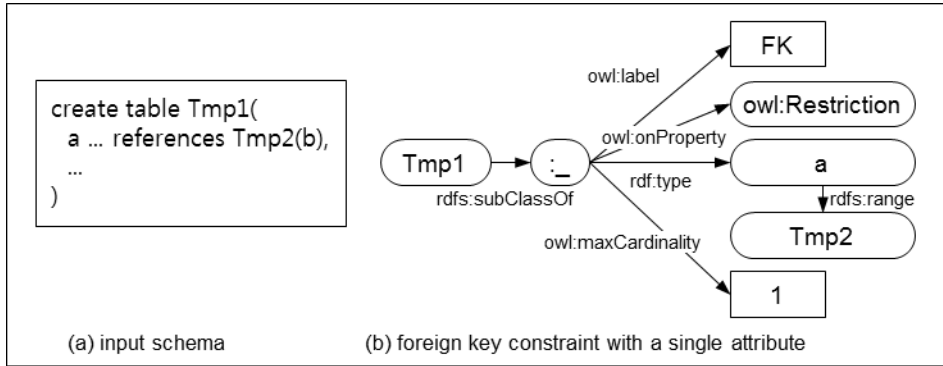 create table Tmp1(
a ... references Tmp2(b),
...
)
FK
owl:label
owl:Restriction
owl:onProperty
Tmp1
:_
a
rdfs:subClassOf
rdf:type
rdfs:range
Tmp2
owl:maxCardinality
1
(a) input schema
(b) foreign key constraint with a single attribute